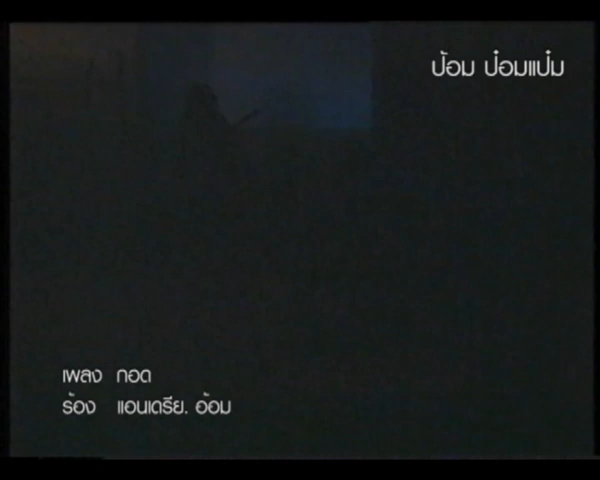 ป้อม ป๋อมแป๋ม
เพลง กอด
ร้อง แอนเดรีย. อ้อม